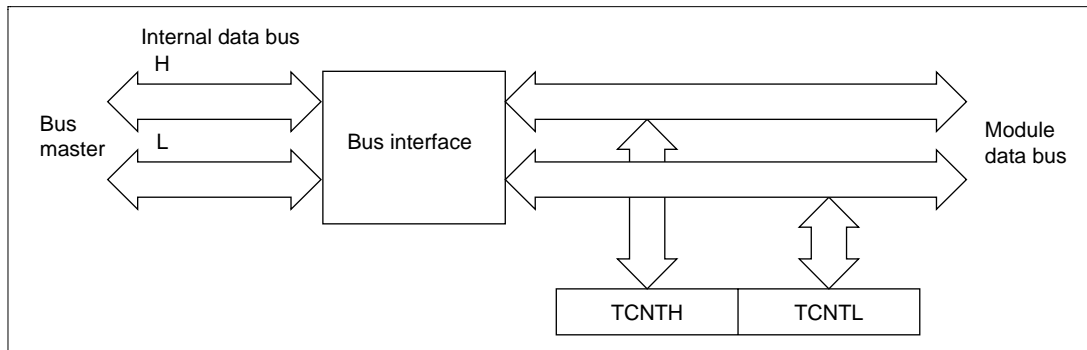 Internal data bus
H
Bus
master
L
Bus interface
Module
data bus
TCNTH
TCNTL